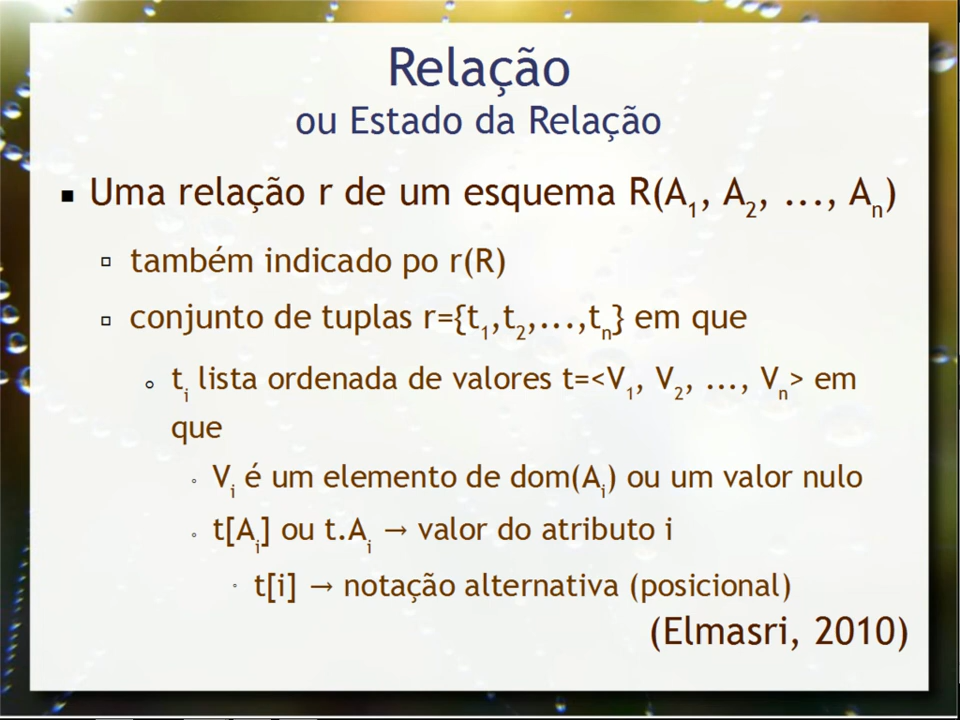 Relação
ou Estado da Relação
▪ Uma relação r de um esquema R(A₁, A₂, ..., Aₙ)
▫ também indicado po r(R)
▫ conjunto de tuplas r={t₁,t₂,...,tₙ} em que
◦ tᵢ lista ordenada de valores t=<V₁, V₂, ..., Vₙ> em
que
◦ Vᵢ é um elemento de dom(Aᵢ) ou um valor nulo
◦ t[Aᵢ] ou t.Aᵢ → valor do atributo i
◦ t[i] → notação alternativa (posicional)
(Elmasri, 2010)